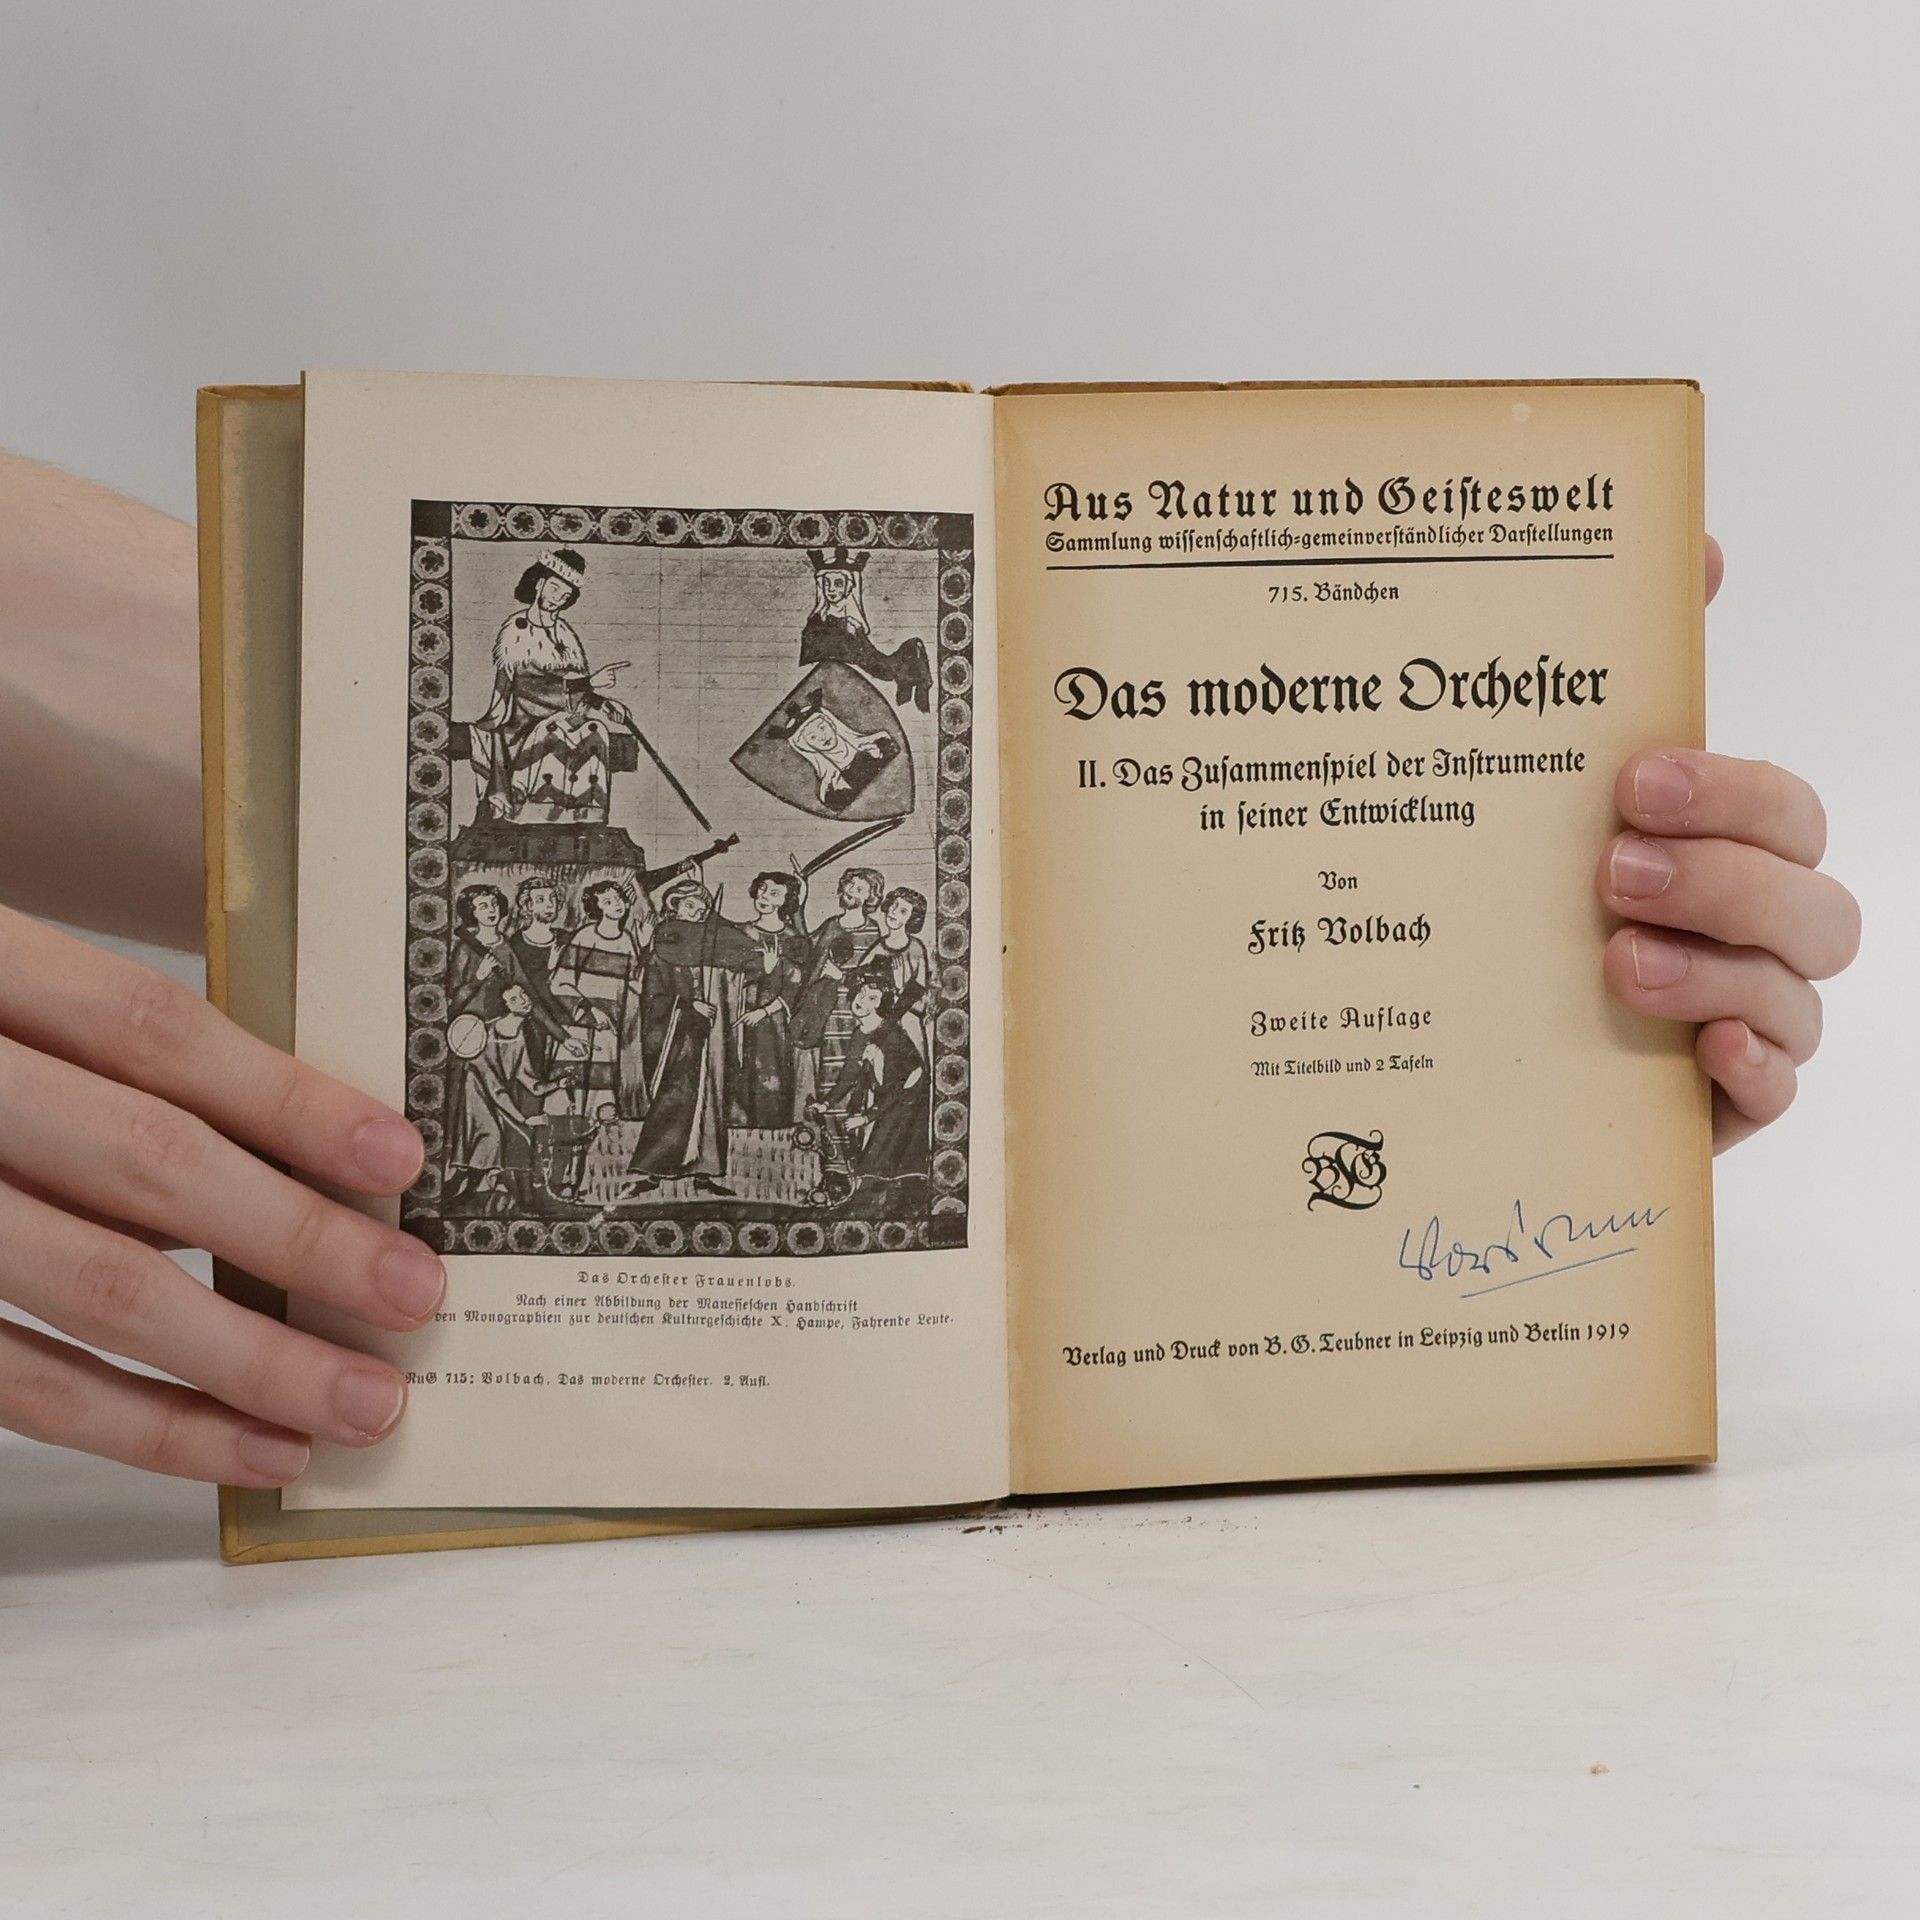 Das Orchester Frauenlobs.
Nach einer Abbildung der Manesseschen Handschrift
den Monographien zur deutschen Kulturgeschichte X: Hampe, Fahrende Leute.
ANuG 715: Volbach, Das moderne Orchester. 2. Aufl.
Aus Natur und Geiſteswelt
Sammlung wiſſenſchaftlich-gemeinverſtändlicher Darſtellungen
715. Bändchen
Das moderne Orcheſter
II. Das Zuſammenſpiel der Inſtrumente
in ſeiner Entwicklung
Von
Fritz Volbach
Zweite Auflage
Mit Titelbild und 2 Tafeln
BGT
Verlag und Druck von B. G. Teubner in Leipzig und Berlin 1919